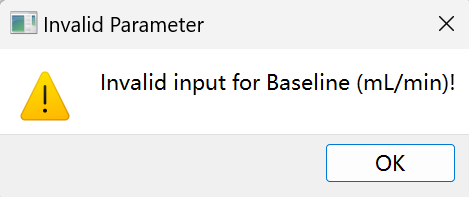 Invalid Parameter
Invalid input for Baseline (mL/min)!
OK